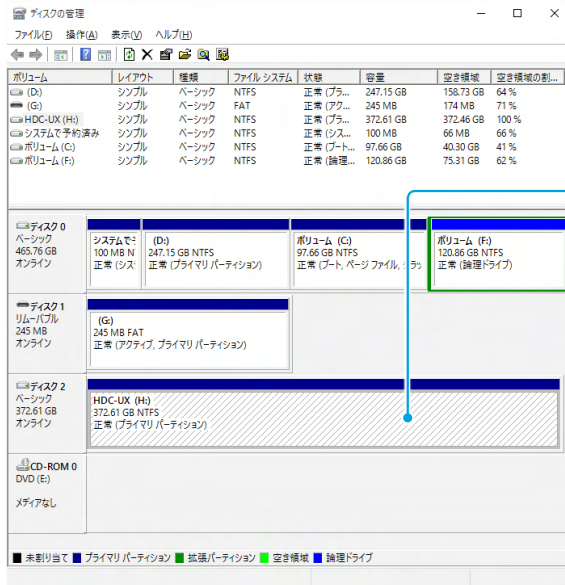 ディスクの管理
ファイル(F) 操作(A) 表示(V) ヘルプ(H)
ボリューム レイアウト 種類 ファイル システム 状態 容量 空き領域 空き領域の割...
(D:) シンプル ベーシック NTFS 正常 (プラ... 247.15 GB 158.73 GB 64 %
(G:) シンプル ベーシック FAT 正常 (アク... 245 MB 174 MB 71 %
HDC-UX (H:) シンプル ベーシック NTFS 正常 (プラ... 372.61 GB 372.46 GB 100 %
システムで予約済み シンプル ベーシック NTFS 正常 (シス... 100 MB 66 MB 66 %
ボリューム (C:) シンプル ベーシック NTFS 正常 (ブート... 97.66 GB 40.30 GB 41 %
ボリューム (F:) シンプル ベーシック NTFS 正常 (論理... 120.86 GB 75.31 GB 62 %
ディスク 0
ベーシック
465.76 GB
オンライン
システムで
100 MB N
正常 (シス
(D:)
247.15 GB NTFS
正常 (プライマリ パーティション)
ボリューム (C:)
97.66 GB NTFS
正常 (ブート, ページ ファイル, クラッ
ボリューム (F:)
120.86 GB NTFS
正常 (論理ドライブ)
ディスク 1
リムーバブル
245 MB
オンライン
(G:)
245 MB FAT
正常 (アクティブ, プライマリ パーティション)
ディスク 2
ベーシック
372.61 GB
オンライン
HDC-UX (H:)
372.61 GB NTFS
正常 (プライマリ パーティション)
CD-ROM 0
DVD (E:)
メディアなし
未割り当て プライマリ パーティション 拡張パーティション 空き領域 論理ドライブ